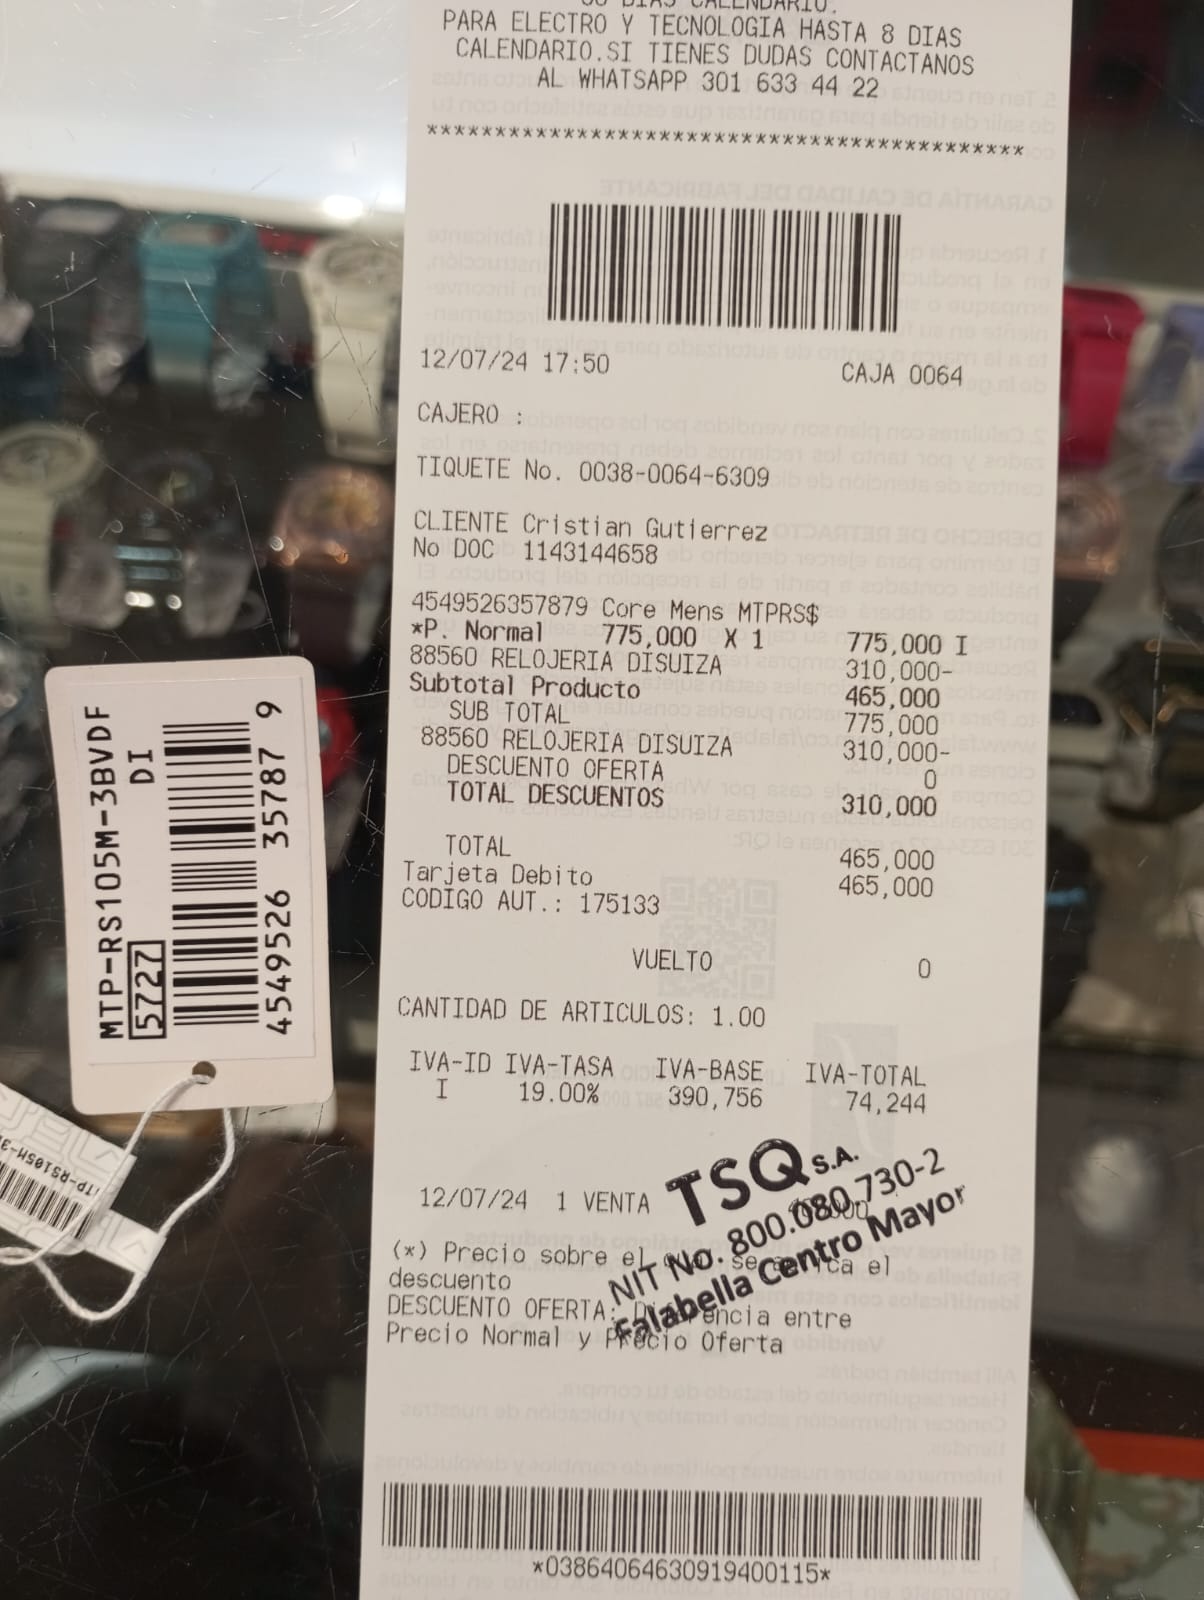 PARA ELECTRO Y TECNOLOGIA HASTA 8 DIAS
CALENDARIO.SI TIENES DUDAS CONTACTANOS
AL WHATSAPP 301 633 44 22
*******************************************
12/07/24 17:50 CAJA 0064
CAJERO :
TIQUETE No. 0038-0064-6309
CLIENTE Cristian Gutierrez
No DOC 1143144658
4549526357879 Core Mens MTPRS$
*P. Normal 775,000 X 1 775,000 I
88560 RELOJERIA DISUIZA 310,000-
Subtotal Producto 465,000
SUB TOTAL 775,000
88560 RELOJERIA DISUIZA 310,000-
DESCUENTO OFERTA 0
TOTAL DESCUENTOS 310,000
TOTAL 465,000
Tarjeta Debito 465,000
CODIGO AUT.: 175133
VUELTO 0
CANTIDAD DE ARTICULOS: 1.00
IVA-ID IVA-TASA IVA-BASE IVA-TOTAL
I 19.00% 390,756 74,244
12/07/24 1 VENTA
TSQ S.A.
NIT No. 800.080.730-2
Falabella Centro Mayor
(*) Precio sobre el se el
descuento
DESCUENTO OFERTA: Diferencia entre
Precio Normal y Precio Oferta
*03864064630919400115*
MTP-RS105M-3BVDF
DI
5727
4549526 35787 9